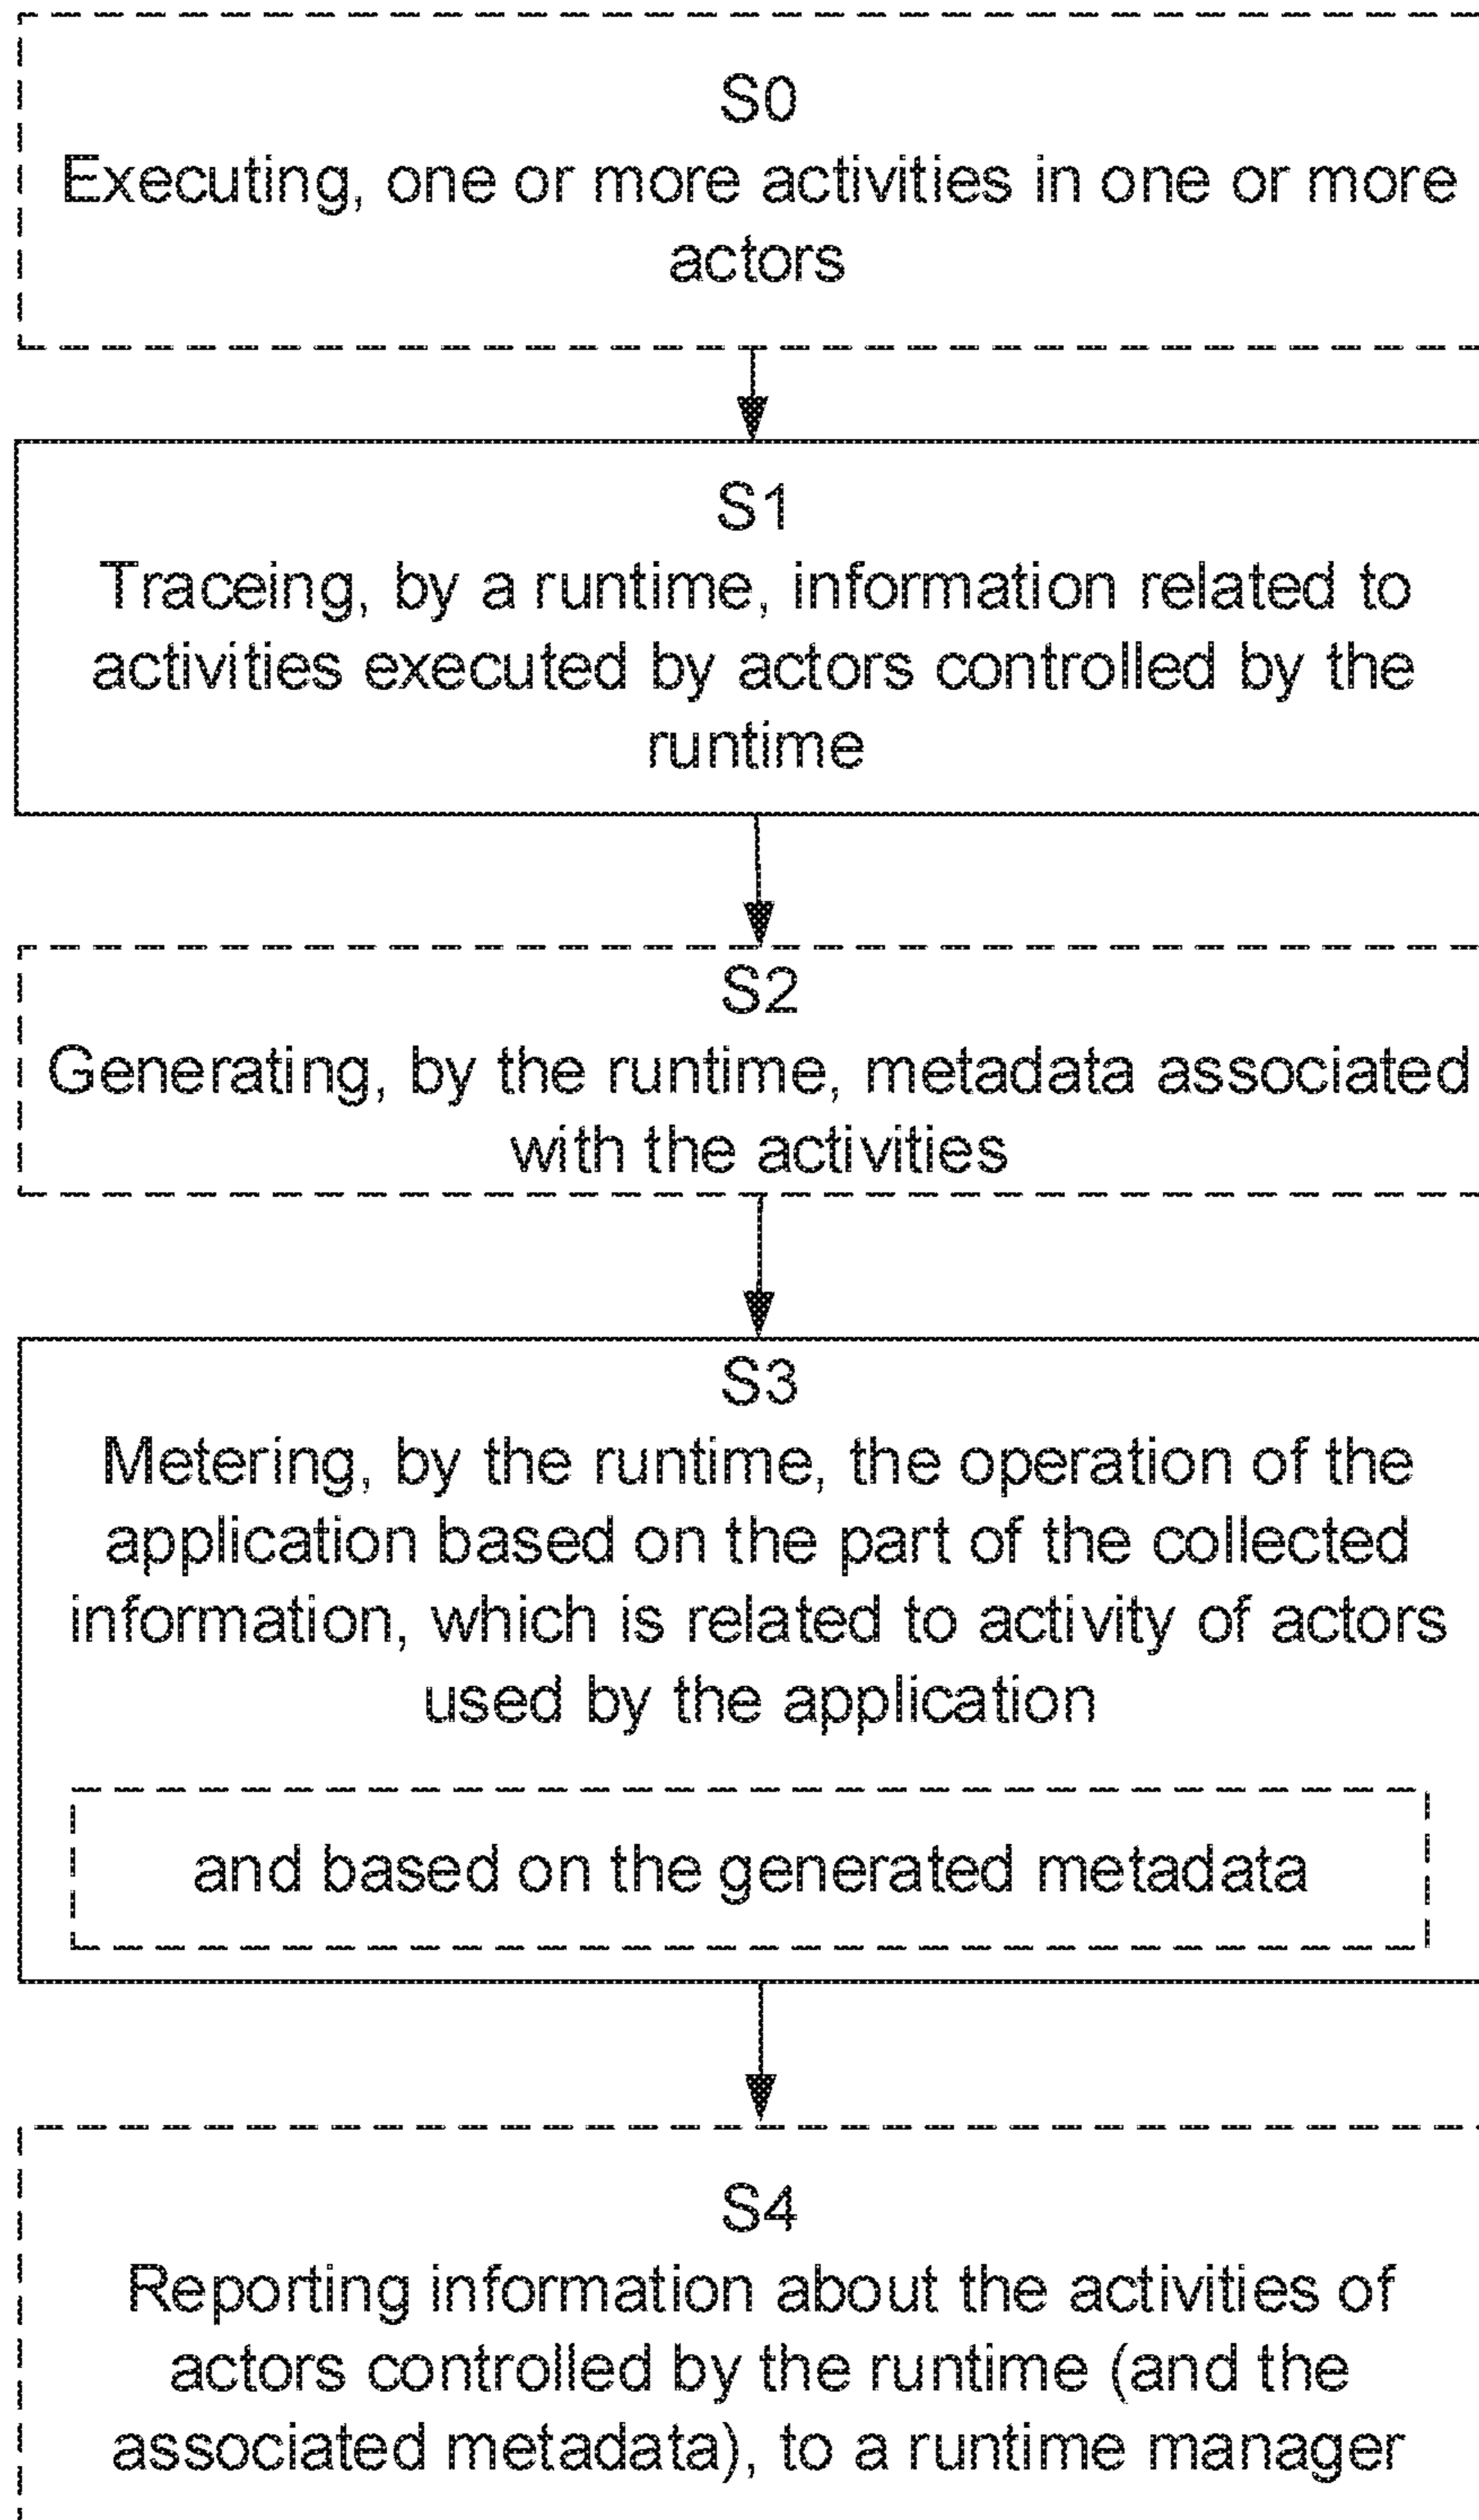 S0
Executing, one or more activities in one or more
actors
S1
Traceing, by a runtime, information related to
activities executed by actors controlled by the
runtime
S2
Generating, by the runtime, metadata associated
with the activities
S3
Metering, by the runtime, the operation of the
application based on the part of the collected
information, which is related to activity of actors
used by the application
and based on the generated metadata
S4
Reporting information about the activities of
actors controlled by the runtime (and the
associated metadata), to a runtime manager